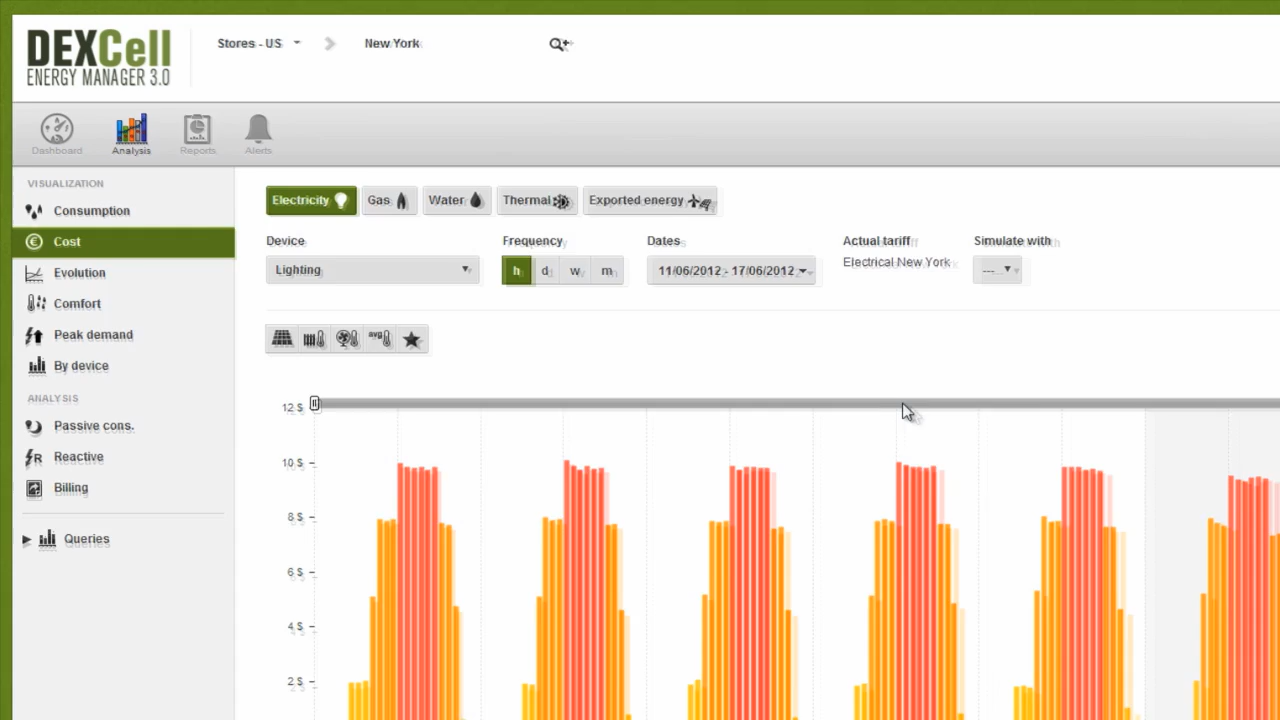 DEXCell
ENERGY MANAGER 3.0
Stores - US
New York
Dashboard
Analysis
Reports
Alerts
VISUALIZATION
Consumption
Cost
Evolution
Comfort
Peak demand
By device
ANALYSIS
Passive cons.
Reactive
Billing
Queries
Electricity
Gas
Water
Thermal
Exported energy
Device
Frequency
Dates
Actual tariff
Simulate with
Lighting
h
d
w
m
11/06/2012 - 17/06/2012
Electrical New York
---
avg
12 $
10 $
8 $
6 $
4 $
2 $